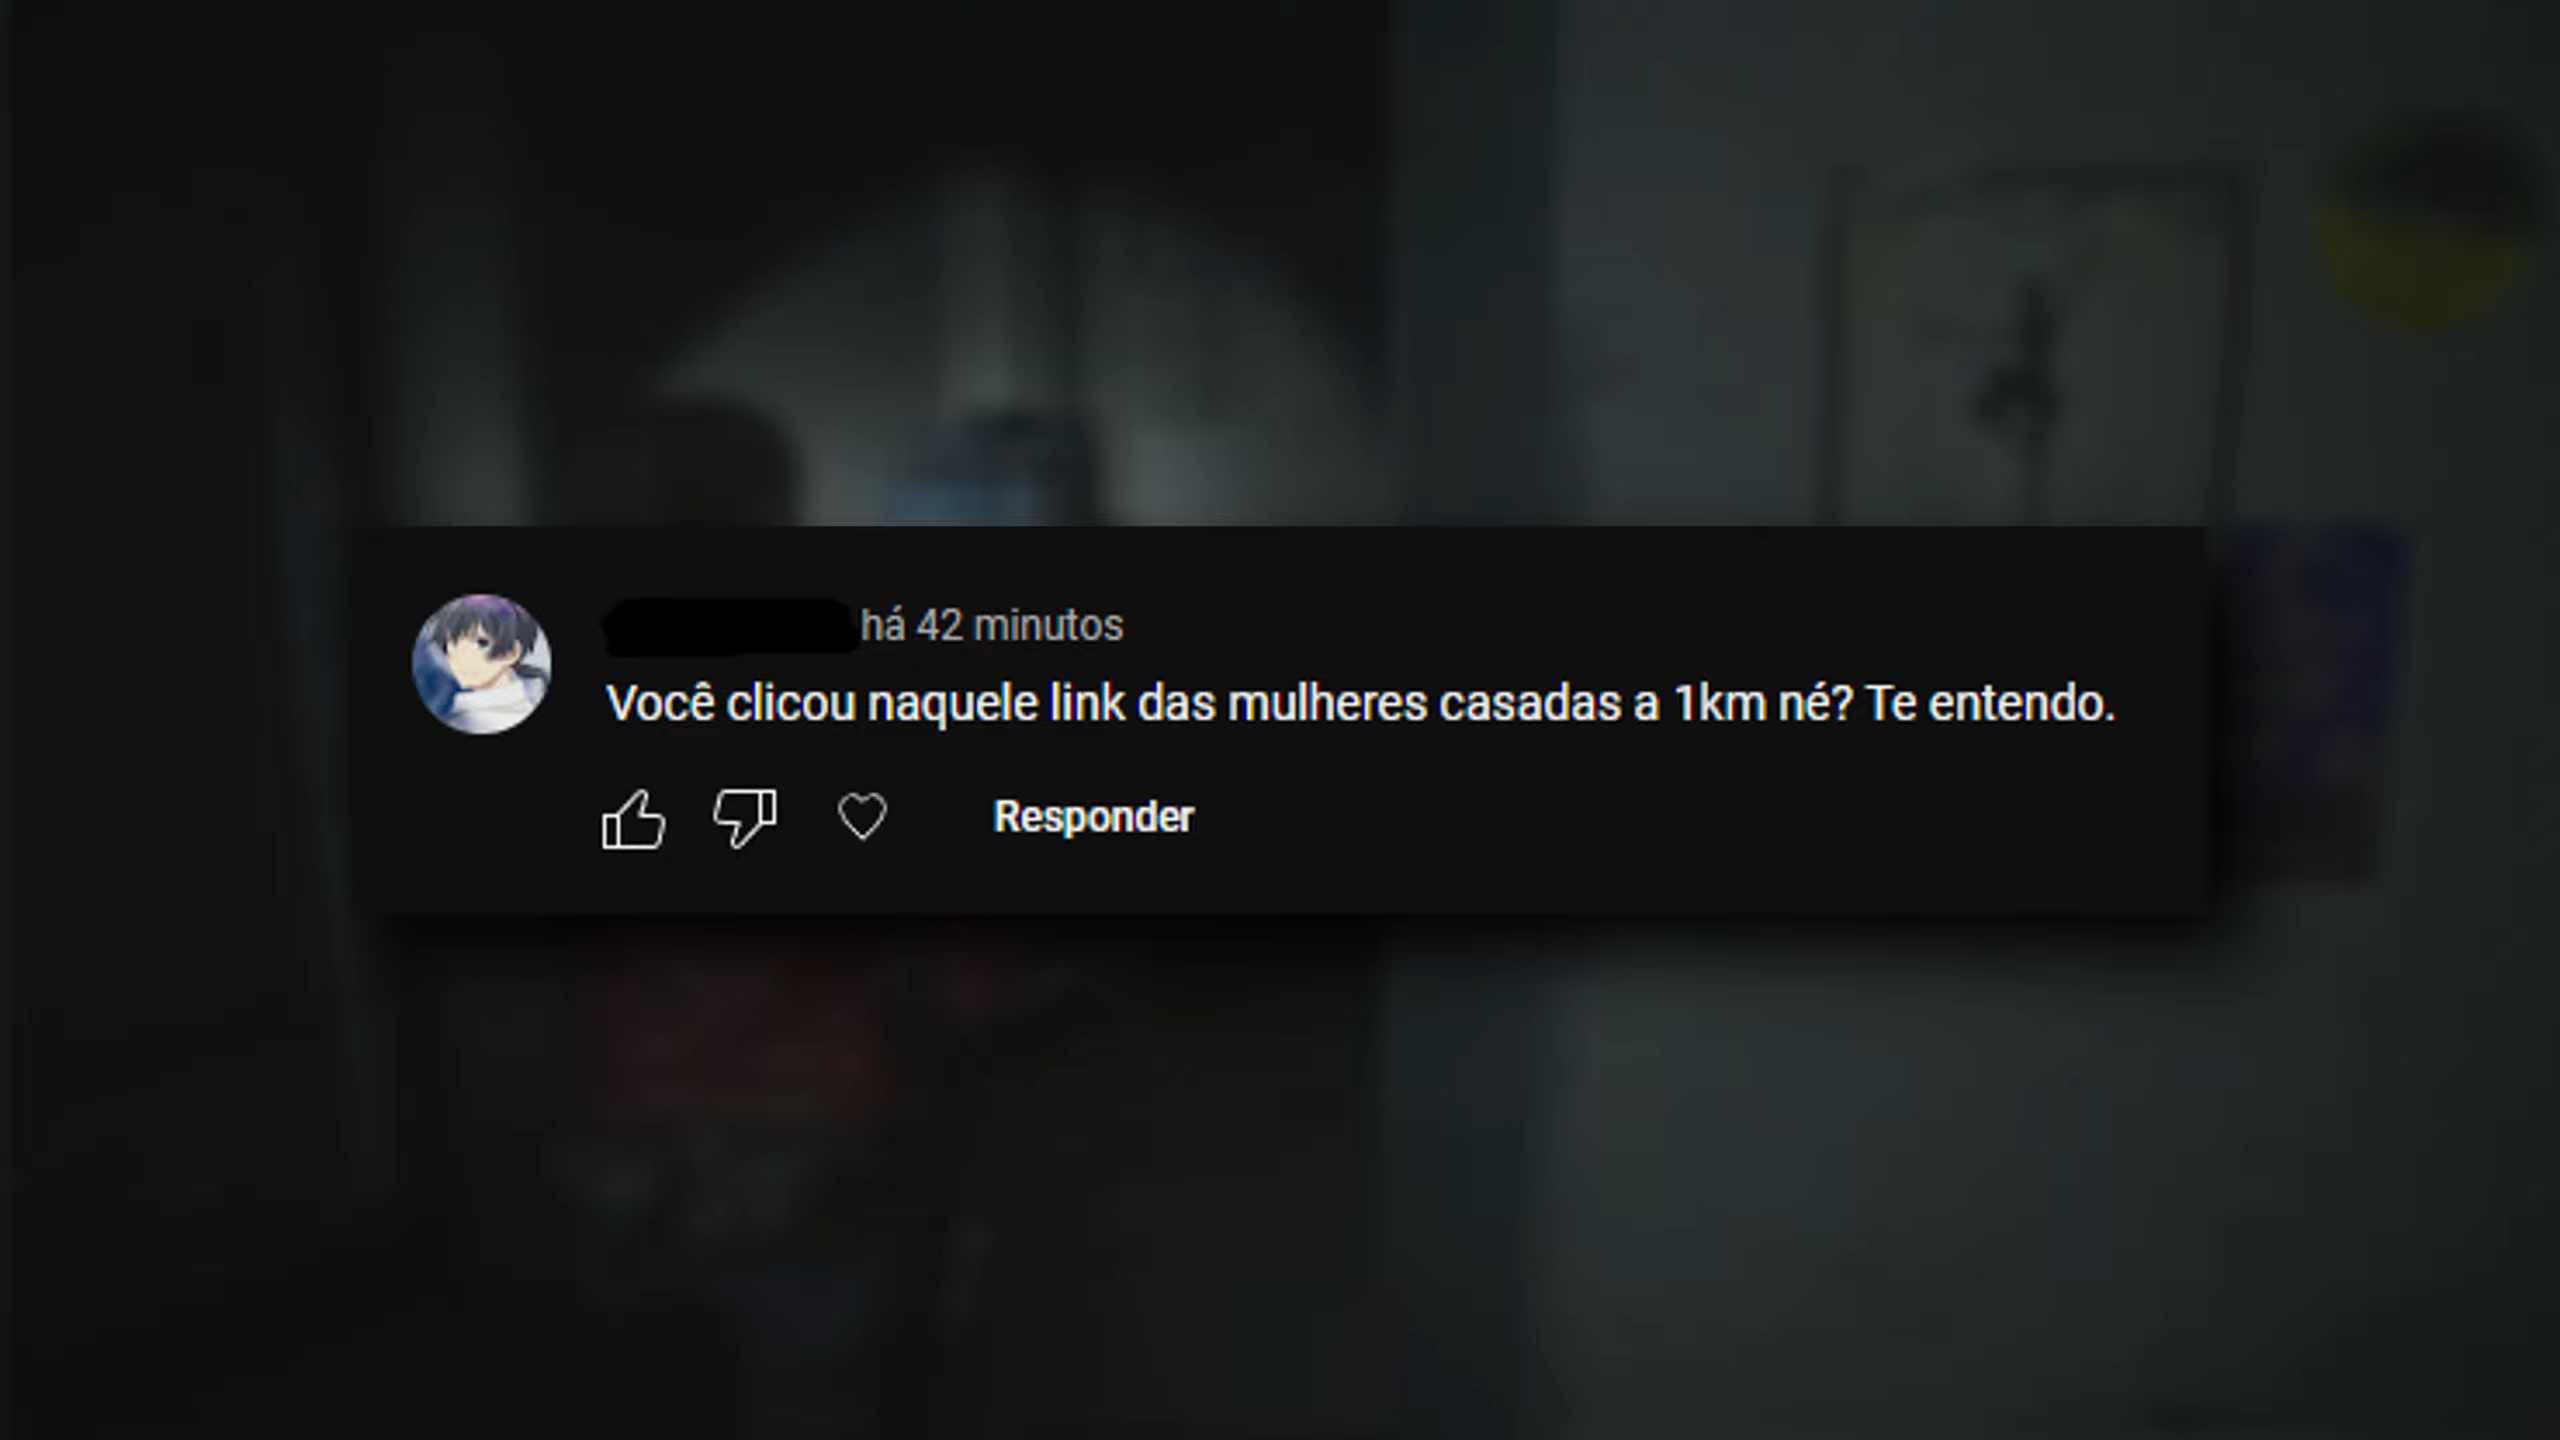 há 42 minutos
Você clicou naquele link das mulheres casadas a 1km né? Te entendo.
Responder